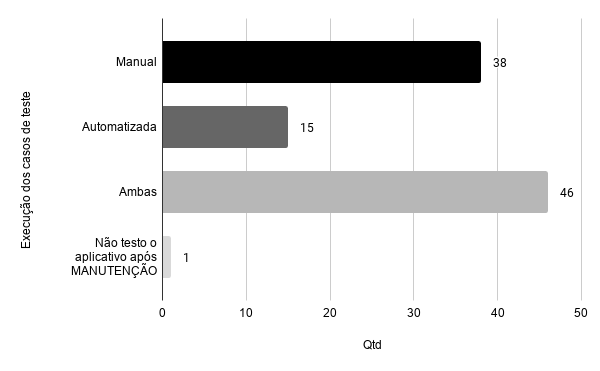 Execução dos casos de teste
Manual
38
Automatizada
15
Ambas
46
Não testo o
aplicativo após
MANUTENÇÃO
1
0
10
20
30
40
50
Qtd